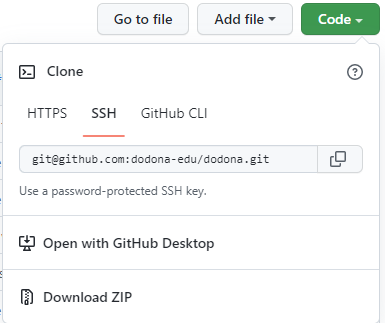 Go to file Add file Code
Clone
HTTPS SSH GitHub CLI
git@github.com:dodona-edu/dodona.git
Use a password-protected SSH key.
Open with GitHub Desktop
Download ZIP